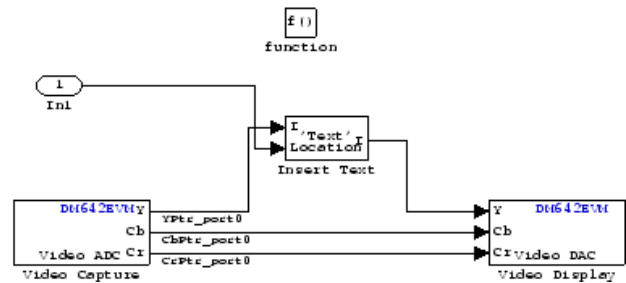 f()
function
1
In1
I
'Text' I
Location
Insert Text
DM642EVM Y
Cb
Video ADC Cr
Video Capture
YPtr_port0
CbPtr_port0
CrPtr_port0
Y DM642EVM
Cb
Cr Video DAC
Video Display